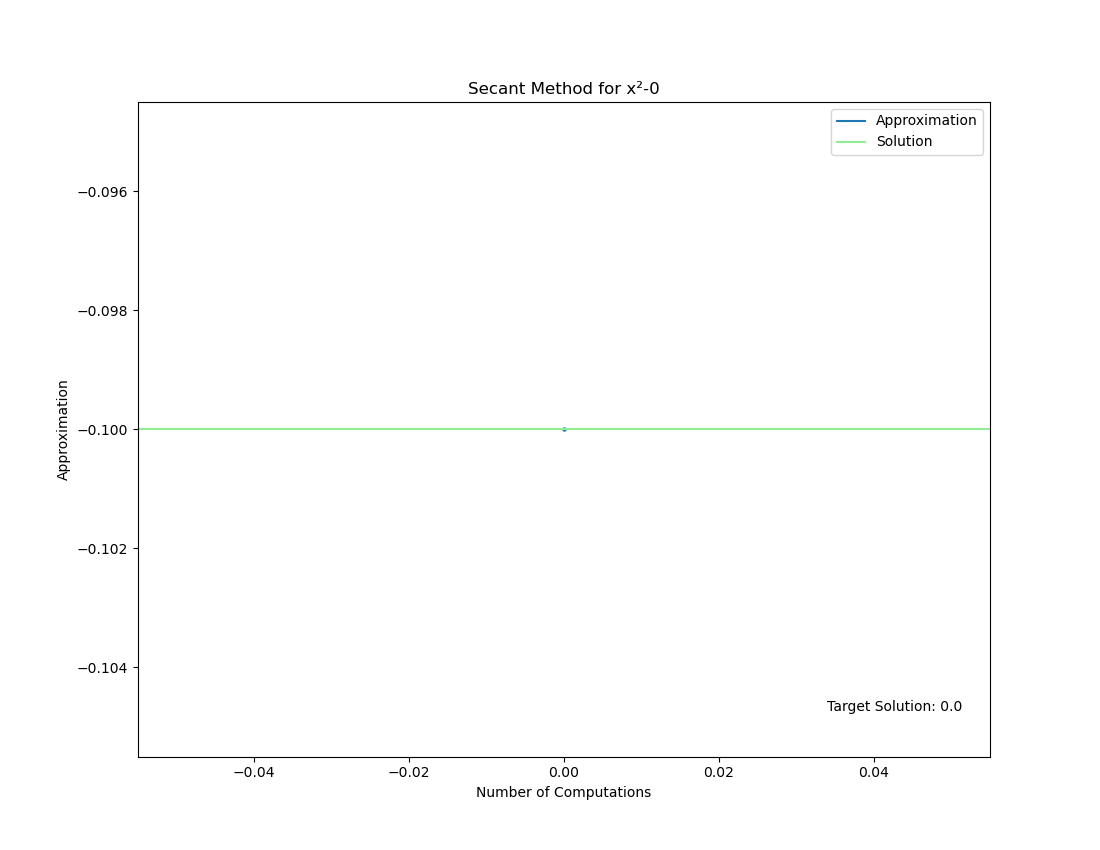 Secant Method for x²-0
Approximation
Solution
−0.096
−0.098
−0.100
−0.102
−0.104
Approximation
Target Solution: 0.0
−0.04
−0.02
0.00
0.02
0.04
Number of Computations